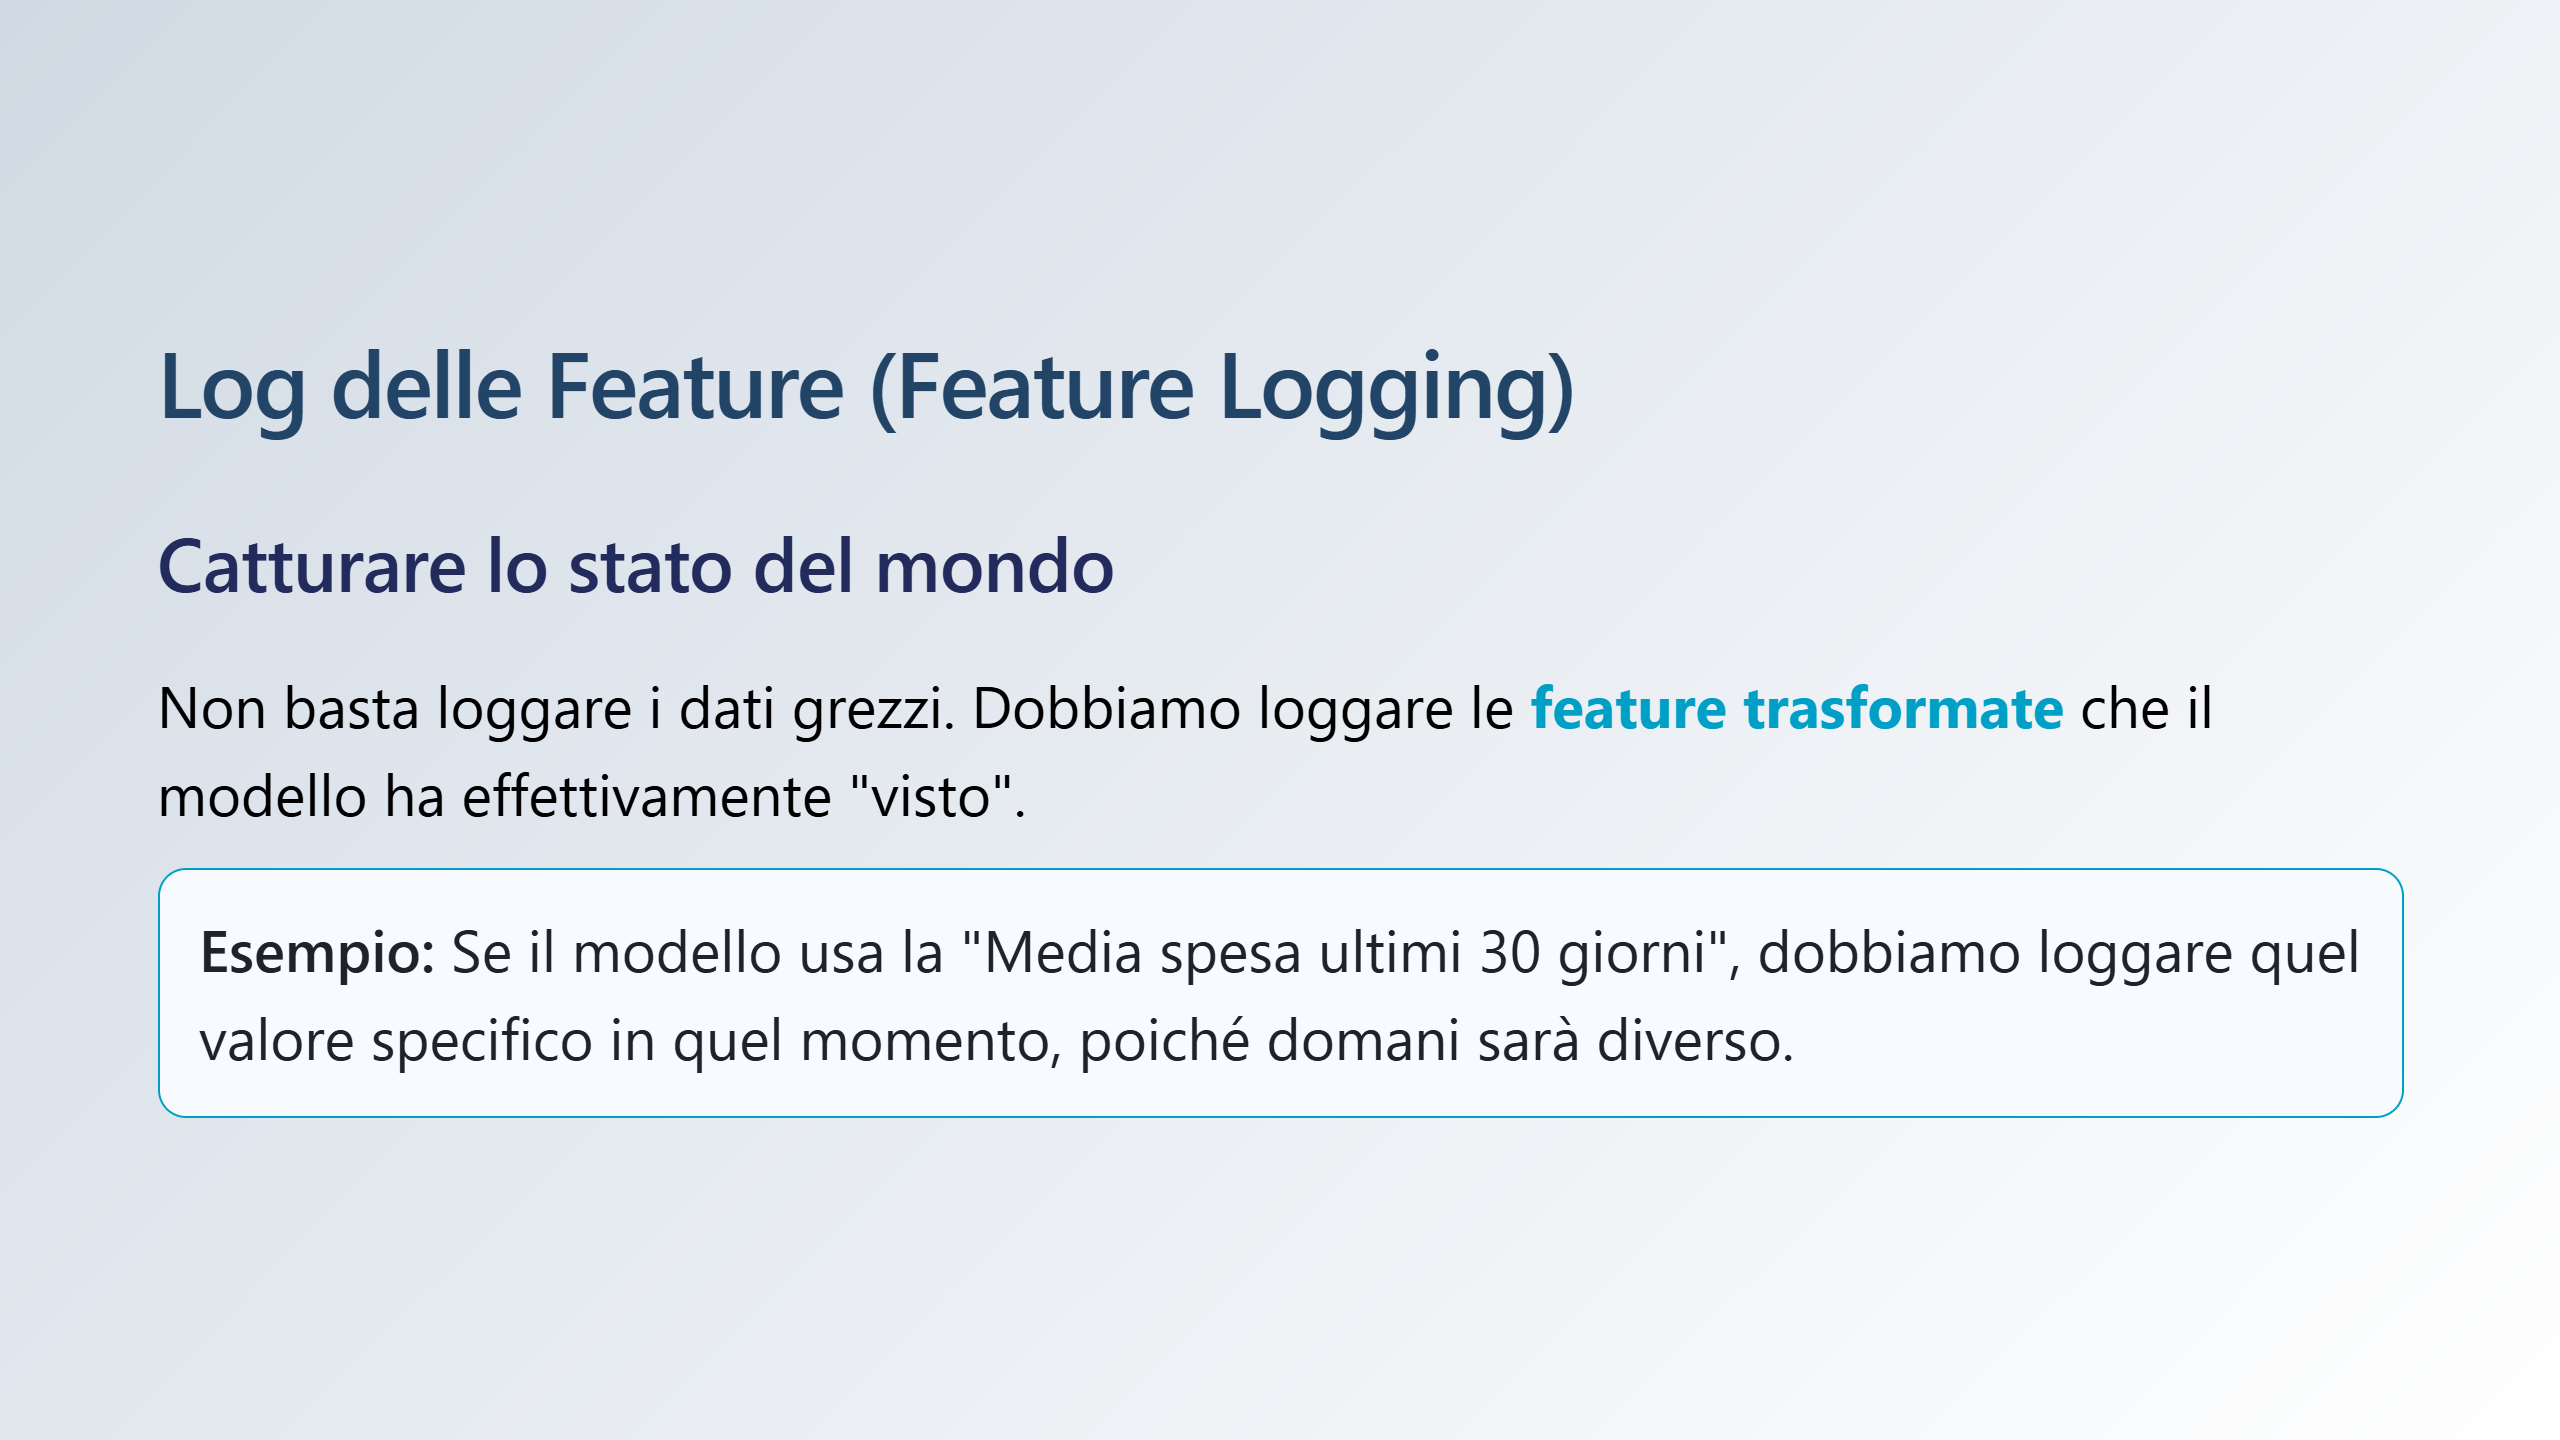 Log delle Feature (Feature Logging)
Catturare lo stato del mondo
Non basta loggare i dati grezzi. Dobbiamo loggare le feature trasformate che il
modello ha effettivamente "visto".
Esempio: Se il modello usa la "Media spesa ultimi 30 giorni", dobbiamo loggare quel
valore specifico in quel momento, poiché domani sarà diverso.